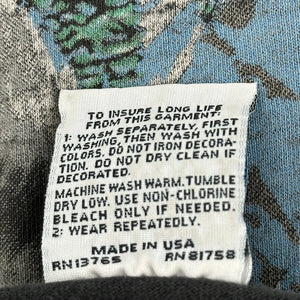 TO INSURE LONG LIFE
FROM THIS GARMENT:
1: WASH SEPARATELY, FIRST
WASHING, THEN WASH WITH
COLORS. DO NOT IRON DECORA-
TION. DO NOT DRY CLEAN IF
DECORATED.
MACHINE WASH WARM. TUMBLE
DRY LOW. USE NON-CHLORINE
BLEACH ONLY IF NEEDED.
2: WEAR REPEATEDLY.
MADE IN USA
RN13765 RN81758